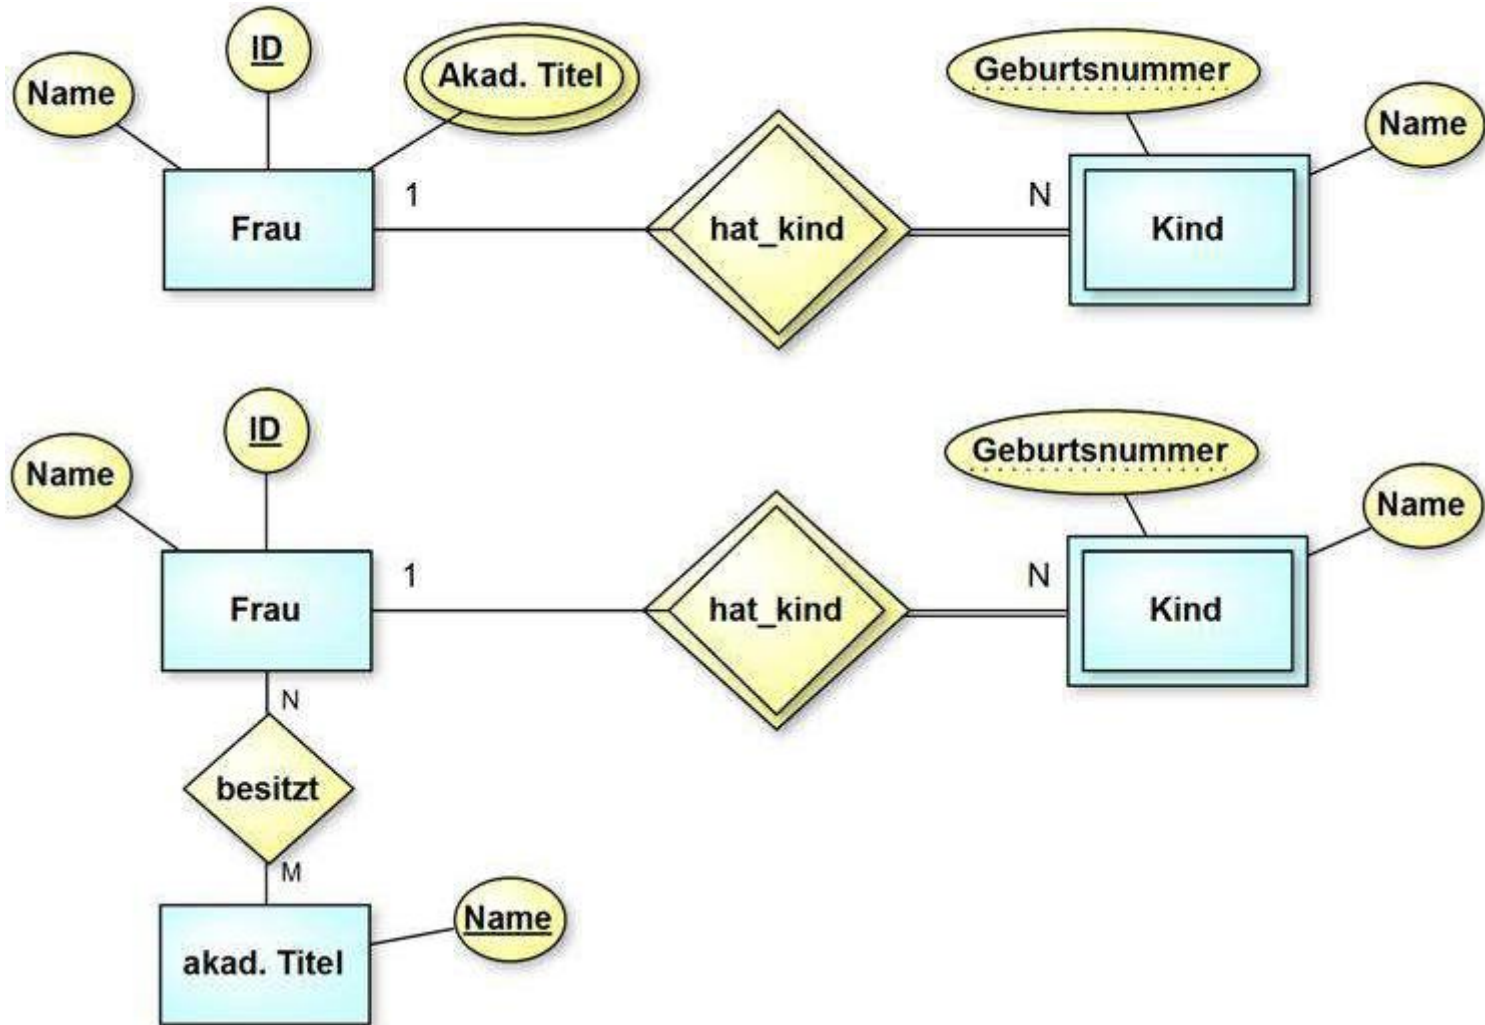 ID
Akad. Titel
Geburtsnummer
Name
Name
1
N
Frau
hat_kind
Kind
ID
Geburtsnummer
Name
Name
1
N
Frau
hat_kind
Kind
N
besitzt
M
Name
akad. Titel